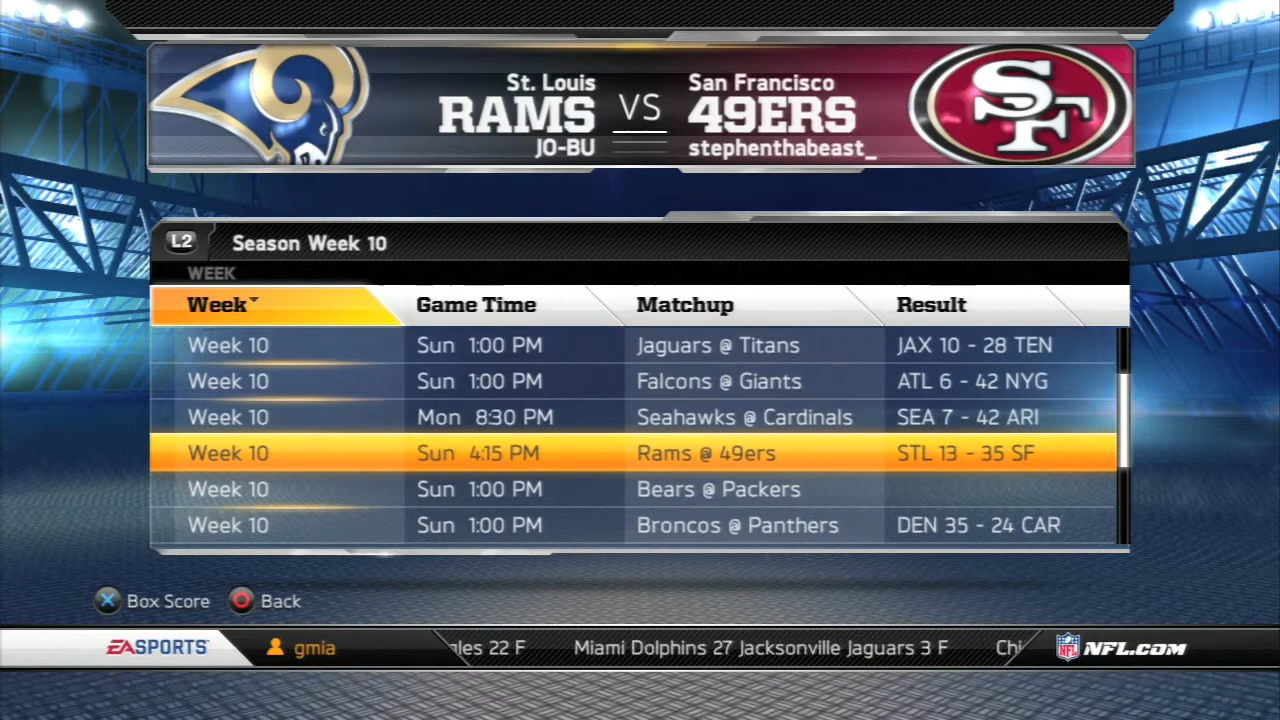 St. Louis
RAMS
JO-BU
VS
San Francisco
49ERS
stephenthabeast_
SF
L2 Season Week 10
WEEK
Week Game Time Matchup Result
Week 10 Sun 1:00 PM Jaguars @ Titans JAX 10 - 28 TEN
Week 10 Sun 1:00 PM Falcons @ Giants ATL 6 - 42 NYG
Week 10 Mon 8:30 PM Seahawks @ Cardinals SEA 7 - 42 ARI
Week 10 Sun 4:15 PM Rams @ 49ers STL 13 - 35 SF
Week 10 Sun 1:00 PM Bears @ Packers
Week 10 Sun 1:00 PM Broncos @ Panthers DEN 35 - 24 CAR
Box Score Back
EA SPORTS gmia gles 22 F Miami Dolphins 27 Jacksonville Jaguars 3 F Chi NFL NFL.COM